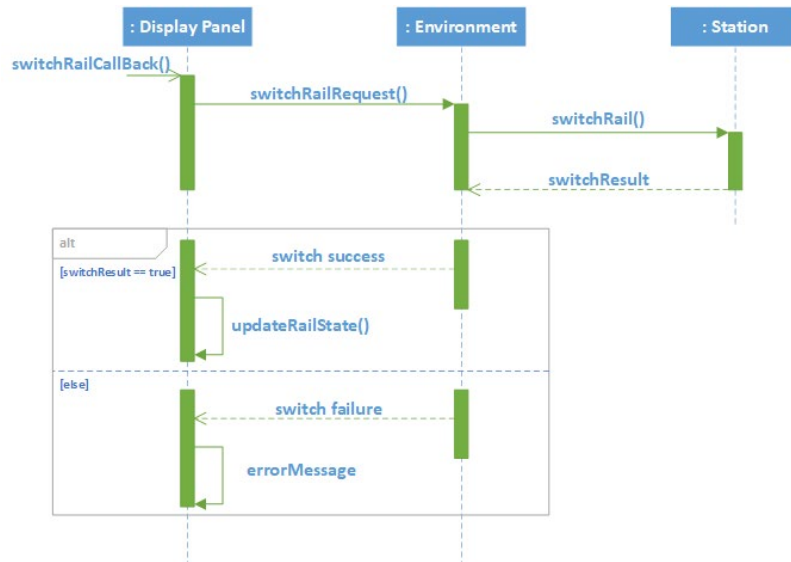 : Display Panel
: Environment
: Station
switchRailCallBack()
switchRailRequest()
switchRail()
switchResult
alt
switch success
[switchResult == true]
updateRailState()
[else]
switch failure
errorMessage